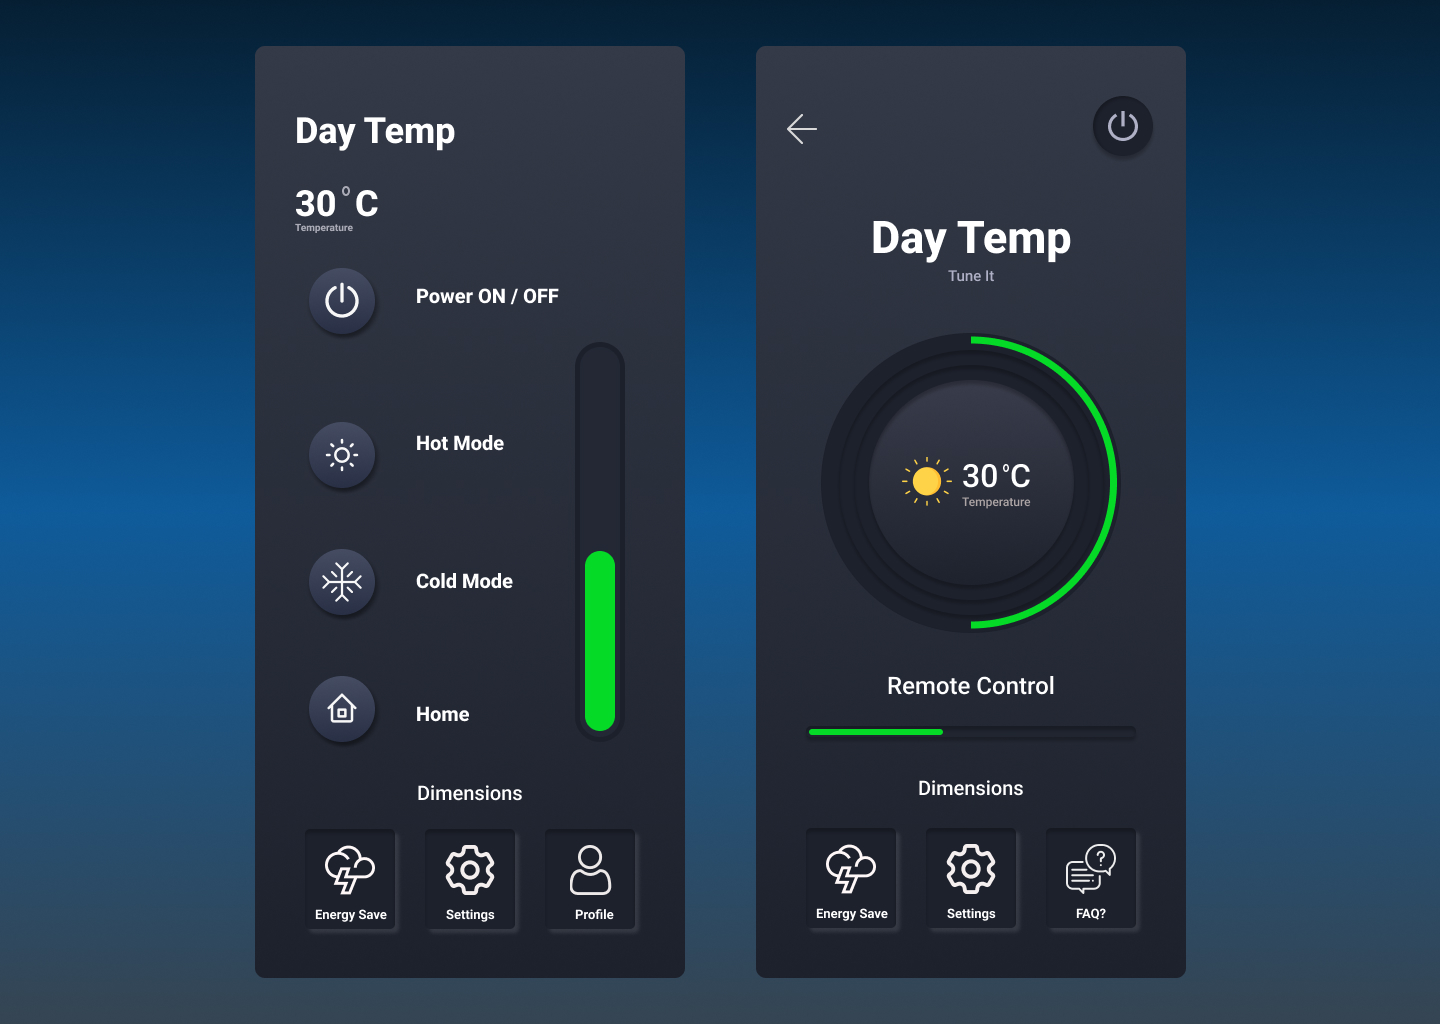 Day Temp
30°C
Temperature
Power ON / OFF
Hot Mode
Cold Mode
Home
Dimensions
Energy Save
Settings
Profile
Day Temp
Tune It
30°C
Temperature
Remote Control
Dimensions
Energy Save
Settings
?
FAQ?